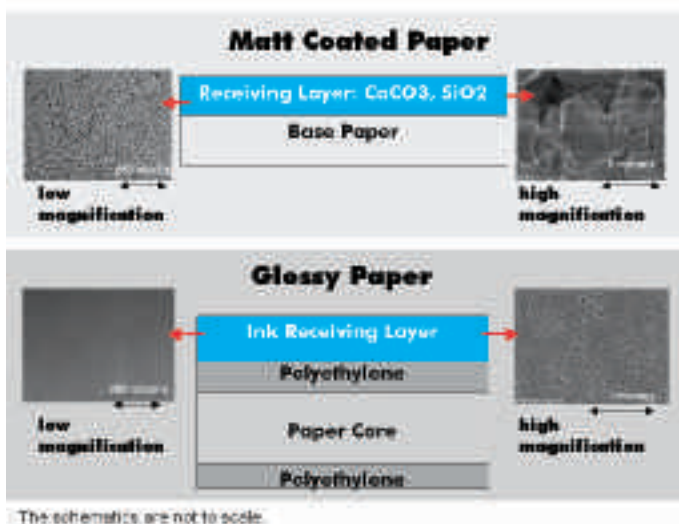 Matt Coated Paper
Receiving Layer: CaCO3, SiO2
Base Paper
low
magnification
high
magnification
Glossy Paper
Ink Receiving Layer
Polyethylene
Paper Core
Polyethylene
low
magnification
high
magnification
The schematics are not to scale.